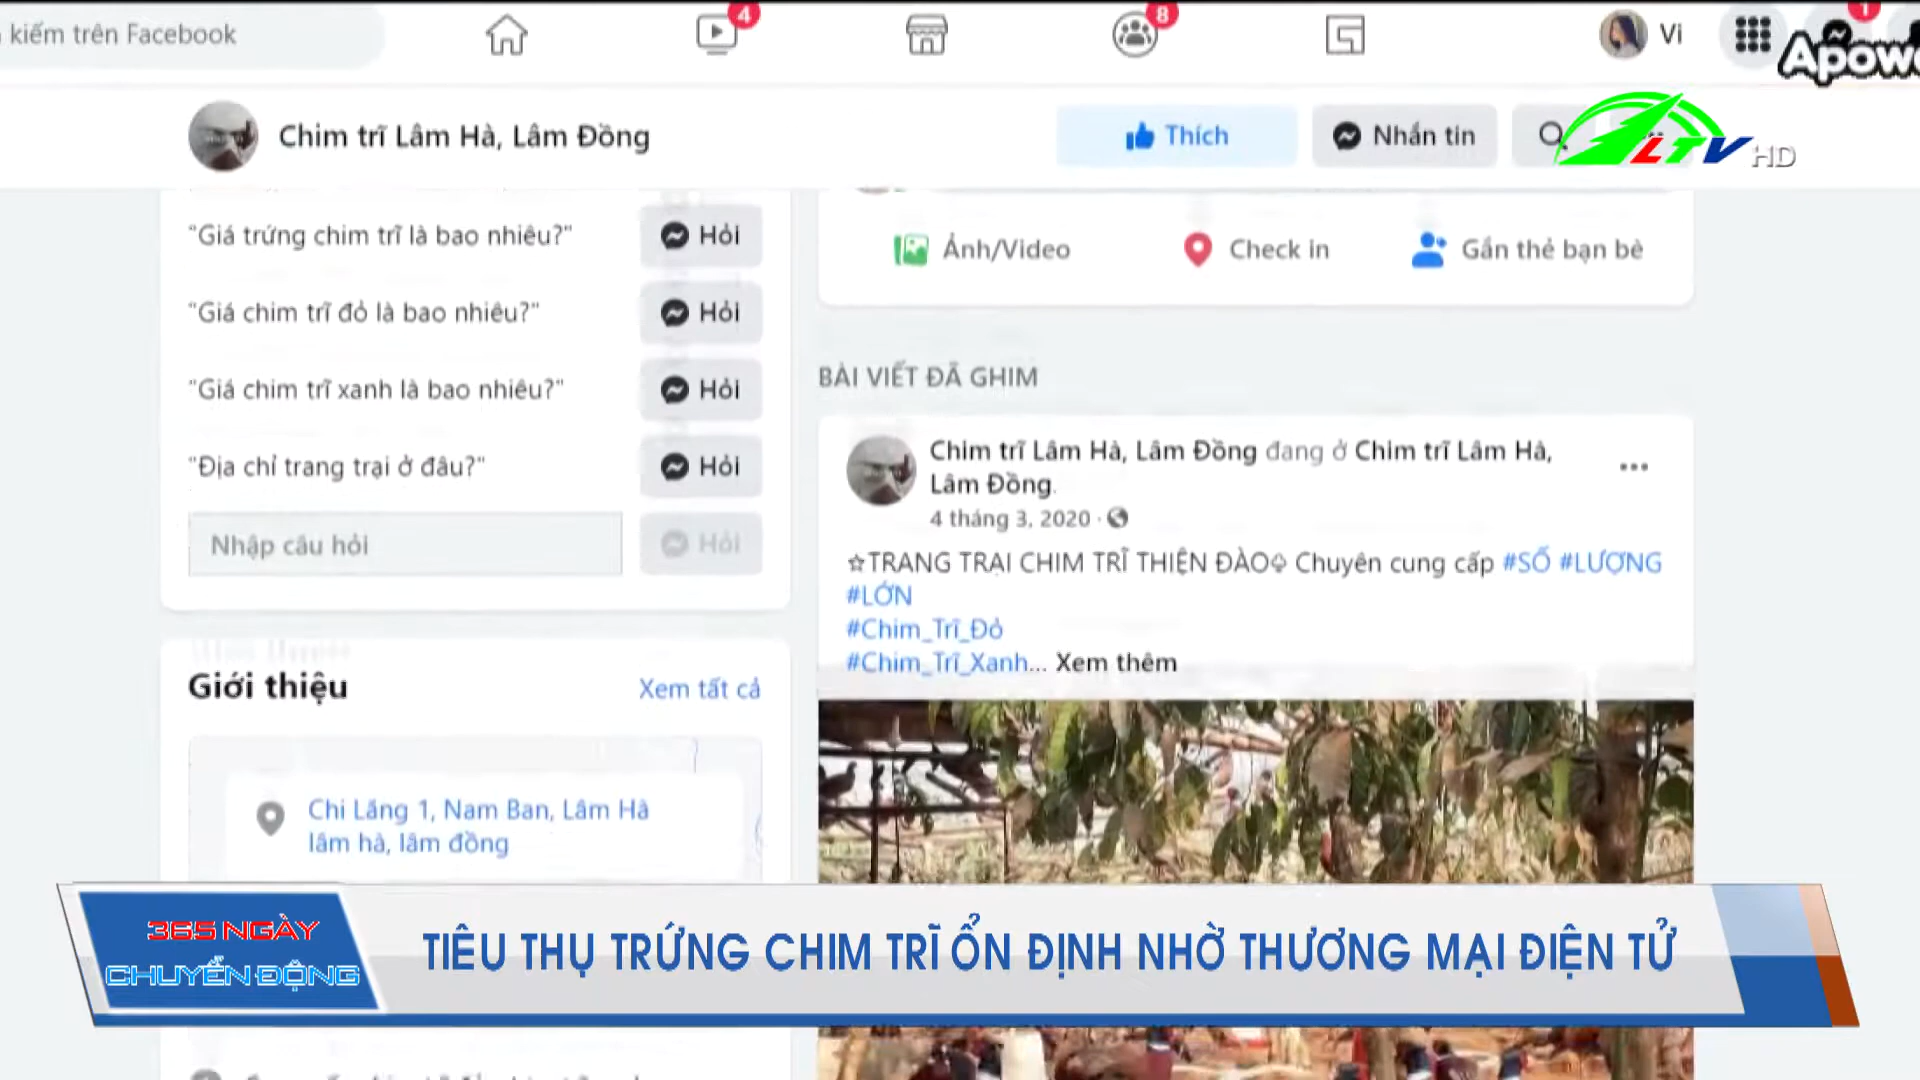 kiếm trên Facebook
4
8
Vi
1
Apow
Chim trĩ Lâm Hà, Lâm Đồng
Thích
Nhắn tin
LTV HD
"Giá trứng chim trĩ là bao nhiêu?"
Hỏi
"Giá chim trĩ đỏ là bao nhiêu?"
Hỏi
"Giá chim trĩ xanh là bao nhiêu?"
Hỏi
"Địa chỉ trang trại ở đâu?"
Hỏi
Nhập câu hỏi
Hỏi
Giới thiệu
Xem tất cả
Chi Lăng 1, Nam Ban, Lâm Hà
lâm hà, lâm đồng
Ảnh/Video
Check in
Gắn thẻ bạn bè
BÀI VIẾT ĐÃ GHIM
Chim trĩ Lâm Hà, Lâm Đồng đang ở Chim trĩ Lâm Hà,
Lâm Đồng.
4 tháng 3, 2020 ·
☆TRANG TRẠI CHIM TRĨ THIỆN ĐÀO Chuyên cung cấp #SỐ #LƯỢNG
#LỚN
#Chim_Trĩ_Đỏ
#Chim_Trĩ_Xanh... Xem thêm
365 NGÀY
CHUYỂN ĐỘNG
TIÊU THỤ TRỨNG CHIM TRĨ ỔN ĐỊNH NHỜ THƯƠNG MẠI ĐIỆN TỬ